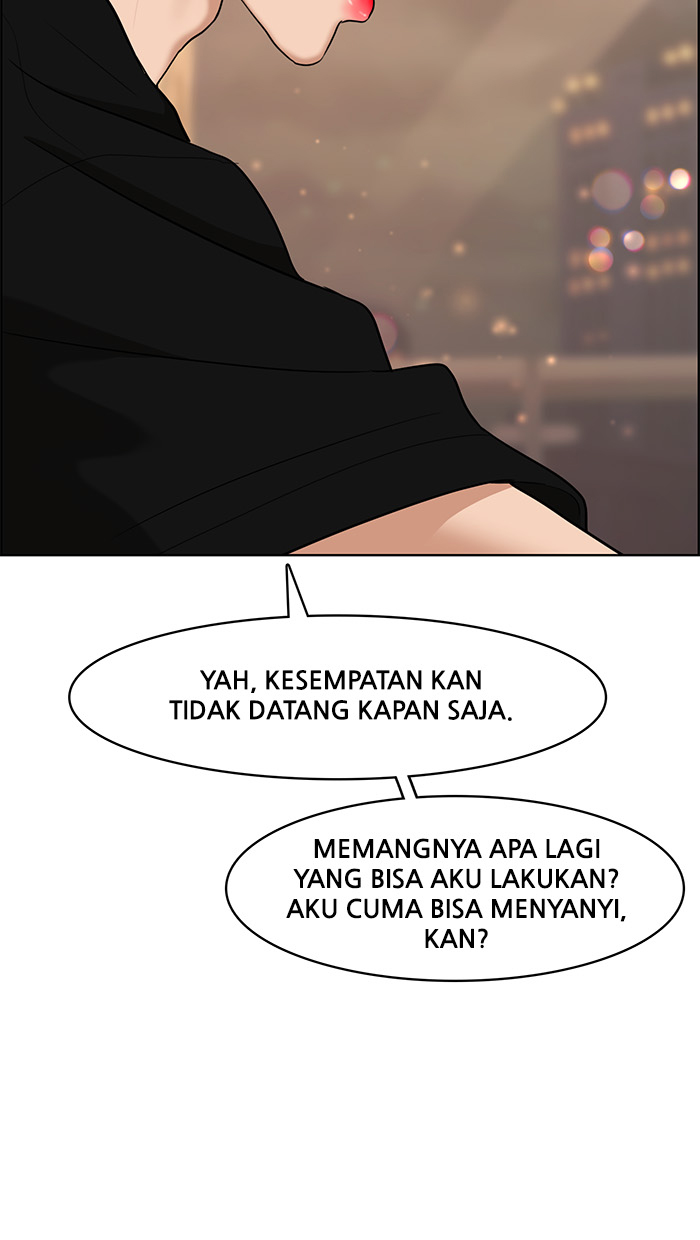 YAH, KESEMPATAN KAN
TIDAK DATANG KAPAN SAJA.
MEMANGNYA APA LAGI
YANG BISA AKU LAKUKAN?
AKU CUMA BISA MENYANYI,
KAN?